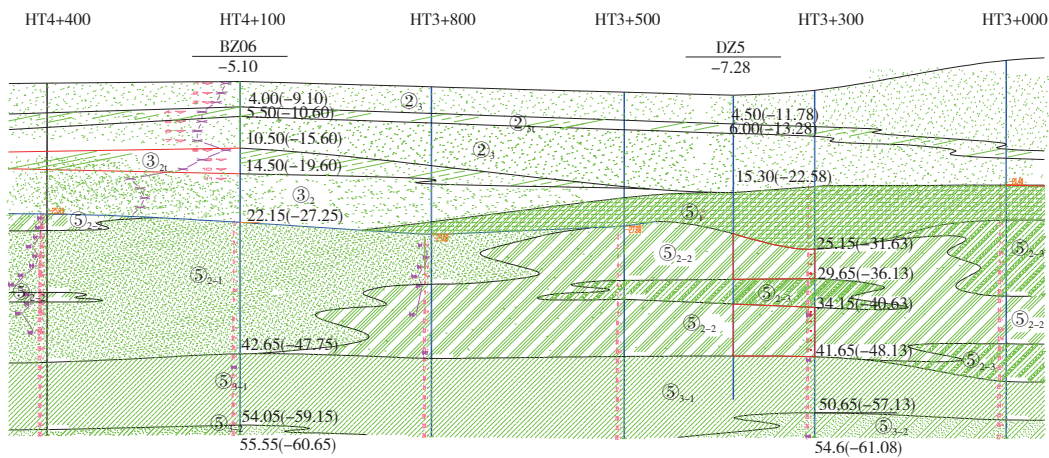 HT4+400 HT4+100 HT3+800 HT3+500 HT3+300 HT3+000
BZ06 DZ5
−5.10 −7.28
4.00(−9.10) ②₃ 4.50(−11.78)
5.50(−10.60) ②₃ₜ 6.00(−13.28)
10.50(−15.60) ②₃
③₂ₜ 14.50(−19.60) 15.30(−22.58)
③₂
22.15(−27.25) ⑤₁
25.15(−31.63)
⑤₂₋₁ ⑤₂₋₂ 29.65(−36.13) ⑤₂₋₃
⑤₂₋₃ 34.15(−40.63)
⑤₂₋₂ ⑤₂₋₂
42.65(−47.75) 41.65(−48.13) ⑤₂₋₃
⑤₃₋₁ ⑤₃₋₁
54.05(−59.15) 50.65(−57.13)
⑤₃₋₂
55.55(−60.65) 54.6(−61.08)